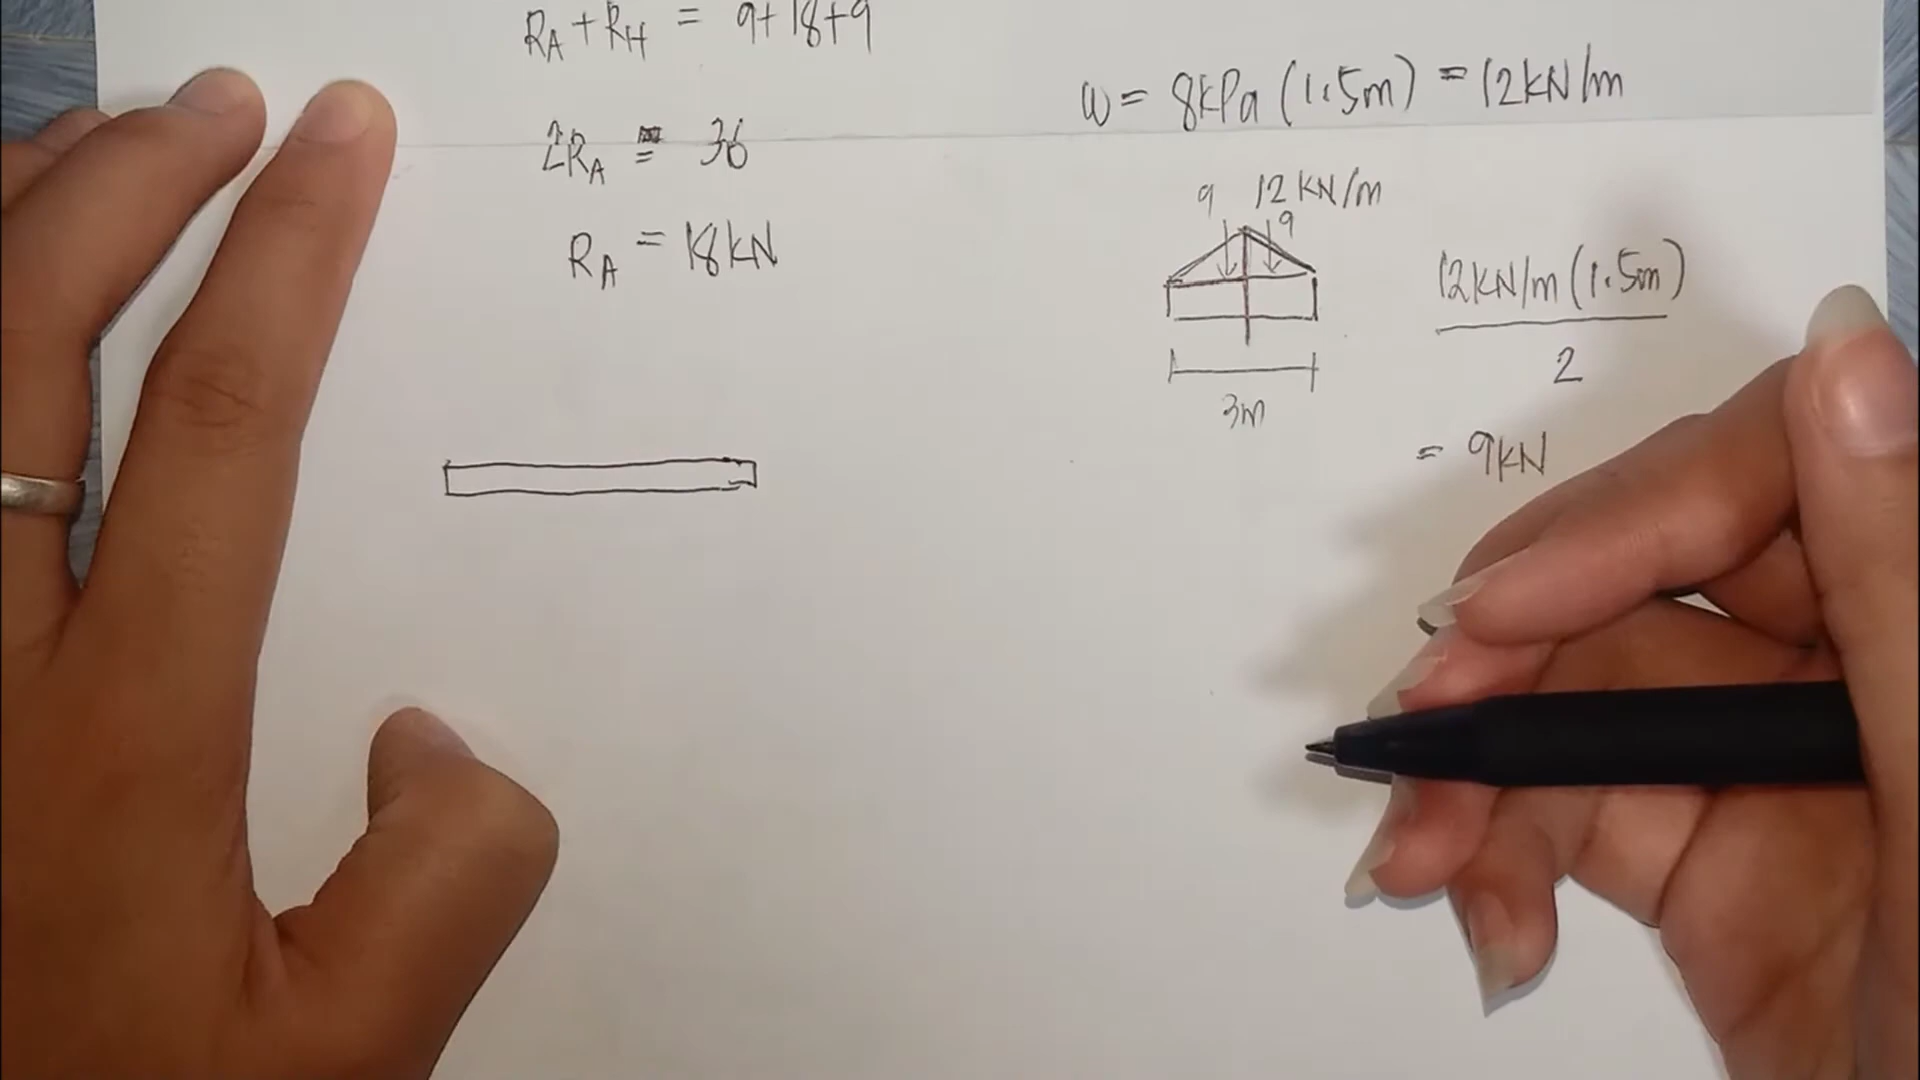 RA + RH = 9+18+9
2RA = 36
RA = 18KN
W = 8KPa (1.5m) = 12KN/m
9 12 KN/m
9
3m
12KN/m (1.5m)
2
= 9KN